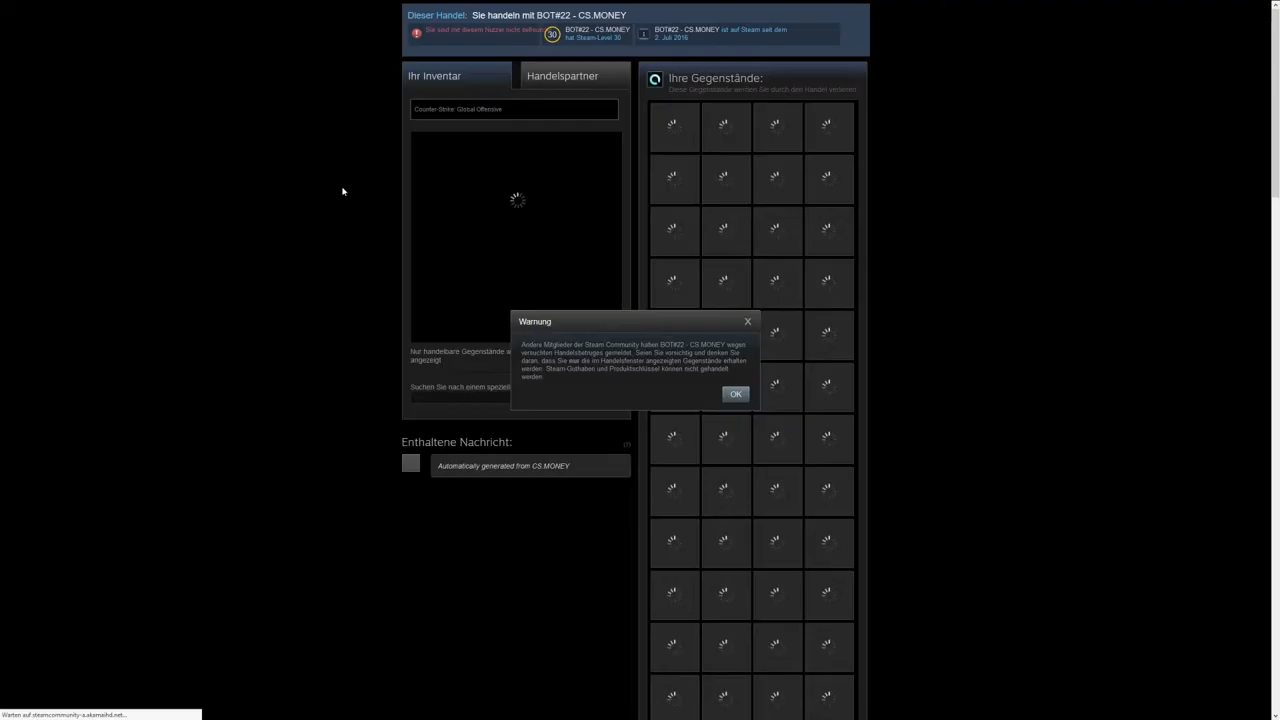 Dieser Handel: Sie handeln mit BOT#22 - CS.MONEY
Sie sind mit diesem Nutzer nicht befreundet
30
BOT#22 - CS.MONEY
hat Steam-Level 30
BOT#22 - CS.MONEY ist auf Steam seit dem
2. Juli 2016
Ihr Inventar
Handelspartner
Counter-Strike: Global Offensive
Nur handelbare Gegenstände
angezeigt
Suchen Sie nach einem
Enthaltene Nachricht:
(?)
Automatically generated from CS.MONEY
Ihre Gegenstände:
Diese Gegenstände werden Sie durch den Handel verlieren
Warnung
X
Andere Mitglieder der Steam Community haben BOT#22 - CS.MONEY wegen
versuchten Handelsbetruges gemeldet. Seien Sie vorsichtig und denken Sie
daran, dass Sie nur die im Handelsfenster angezeigten Gegenstände erhalten
werden. Steam-Guthaben und Produktschlüssel können nicht gehandelt
werden.
OK
Warten auf steamcommunity-a.akamaihd.net...